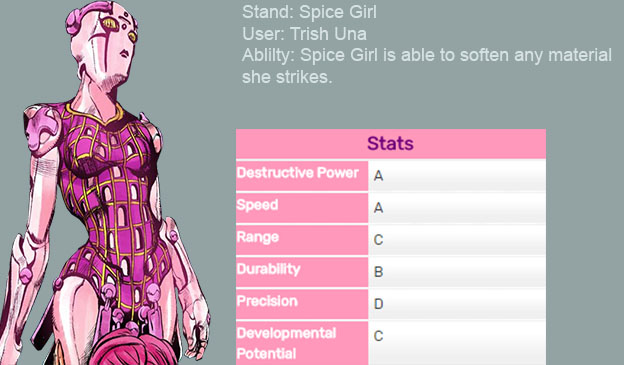 Stand: Spice Girl
User: Trish Una
Ablilty: Spice Girl is able to soften any material
she strikes.
Stats
Destructive Power A
Speed A
Range C
Durability B
Precision D
Developmental C
Potential